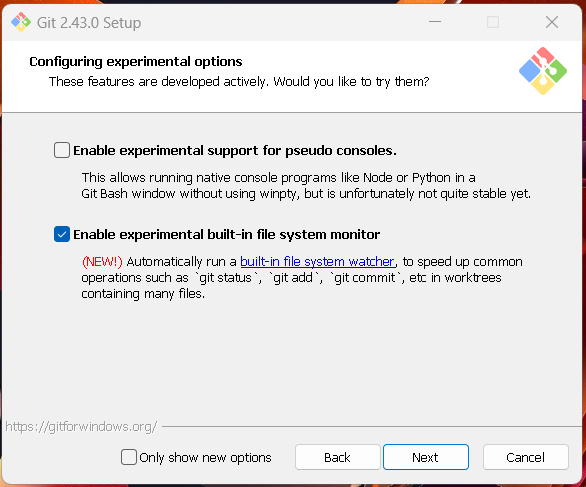 Git 2.43.0 Setup
Configuring experimental options
These features are developed actively. Would you like to try them?
Enable experimental support for pseudo consoles.
This allows running native console programs like Node or Python in a
Git Bash window without using winpty, but is unfortunately not quite stable yet.
Enable experimental built-in file system monitor
(NEW!) Automatically run a built-in file system watcher, to speed up common
operations such as `git status`, `git add`, `git commit`, etc in worktrees
containing many files.
https://gitforwindows.org/
Only show new options Back Next Cancel